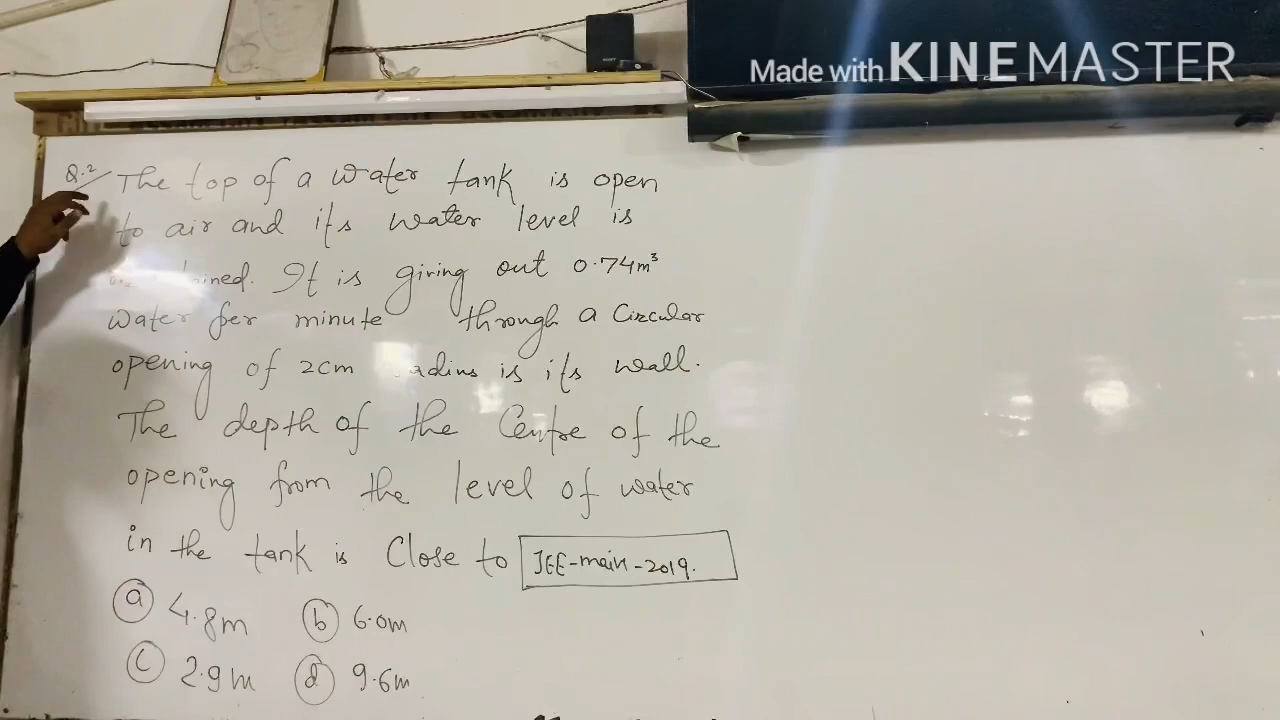 Made with KINEMASTER
Q.2 The top of a water tank is open
to air and its water level is
It is giving out 0.74m³
water per minute through a Circular
opening of 2cm radius is its wall.
The depth of the Centre of the
opening from the level of water
in the tank is Close to JEE-main-2019.
a 4.8m b 6.0m
c 2.9m d 9.6m